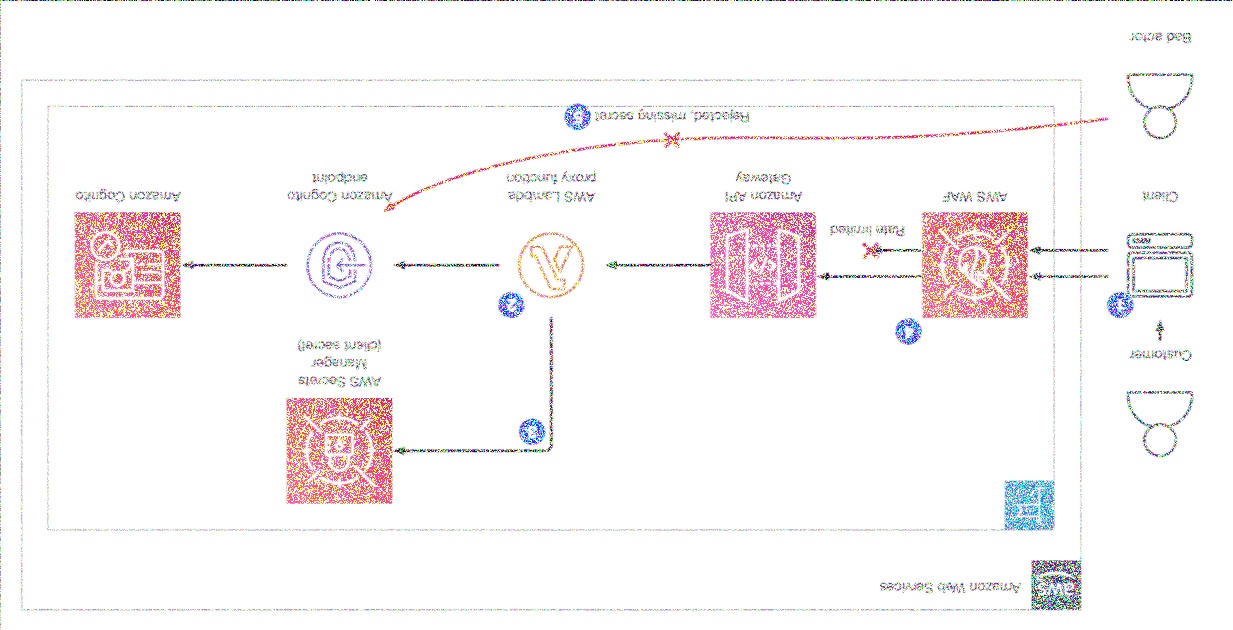 aws
Amazon Web Services
Customer
AWS Secrets
Manager
(client secret)
Rate limited
Client
AWS WAF
Amazon API
Gateway
AWS Lambda
proxy function
Amazon Cognito
endpoint
Amazon Cognito
Rejected, missing secret
Bad actor